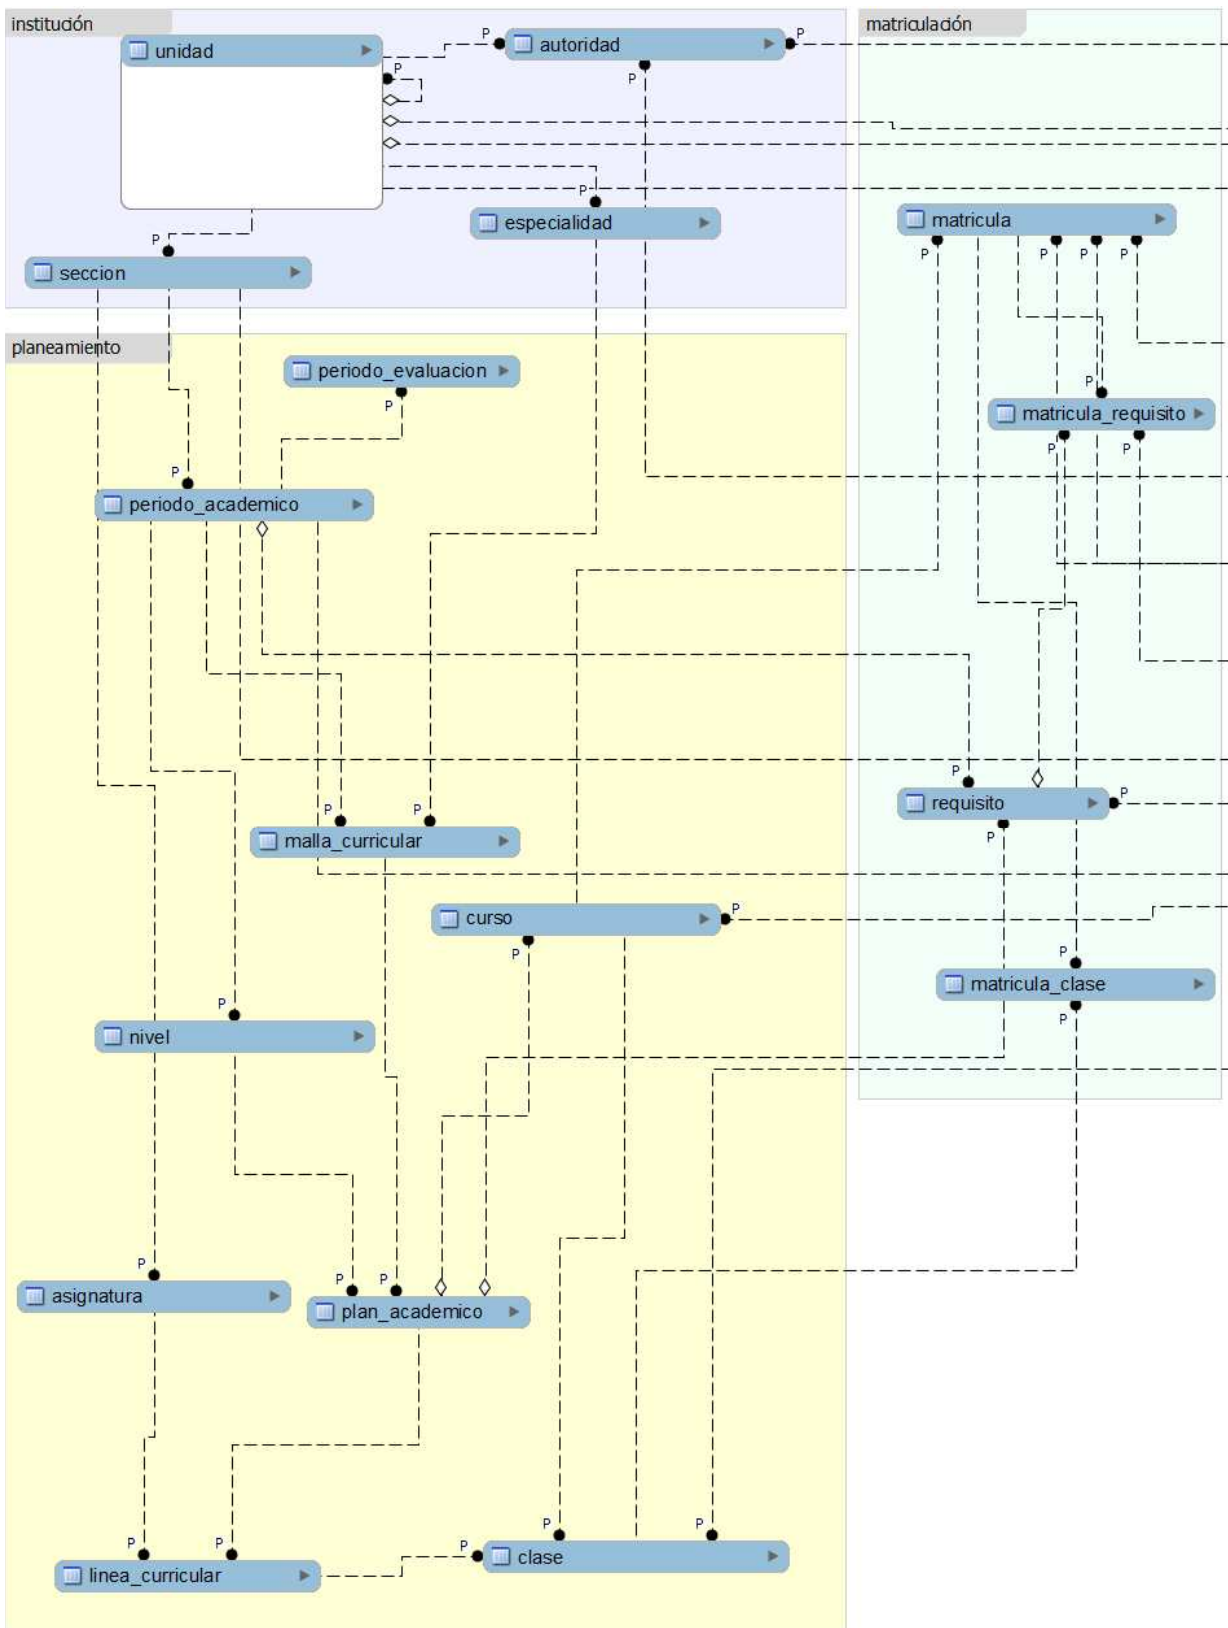 institución
matriculación
unidad
autoridad
P
P
P
P
P
especialidad
matricula
P
seccion
P
P
P
P
planeamiento
periodo_evaluacion
P
P
matricula_requisito
P
P
P
periodo_academico
P
requisito
P
P
P
malla_curricular
P
curso
P
P
P
matricula_clase
P
P
nivel
P
asignatura
P
P
plan_academico
P
P
P
P
P
clase
linea_curricular